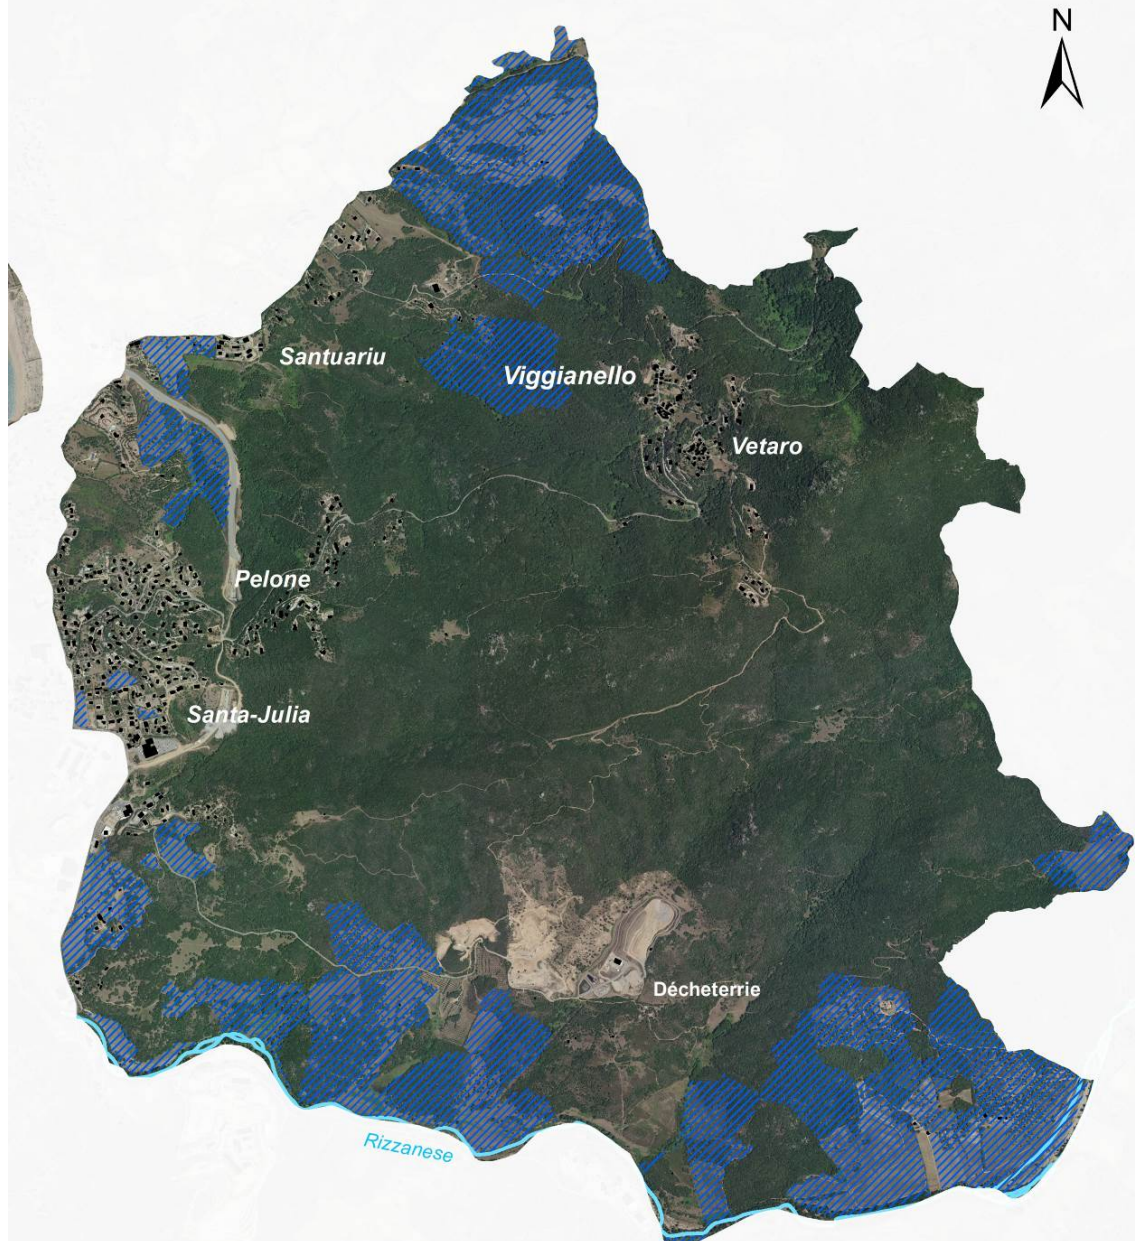 N
Santuariu
Viggianello
Vetaro
Pelone
Santa-Julia
Décheterrie
Rizzanese